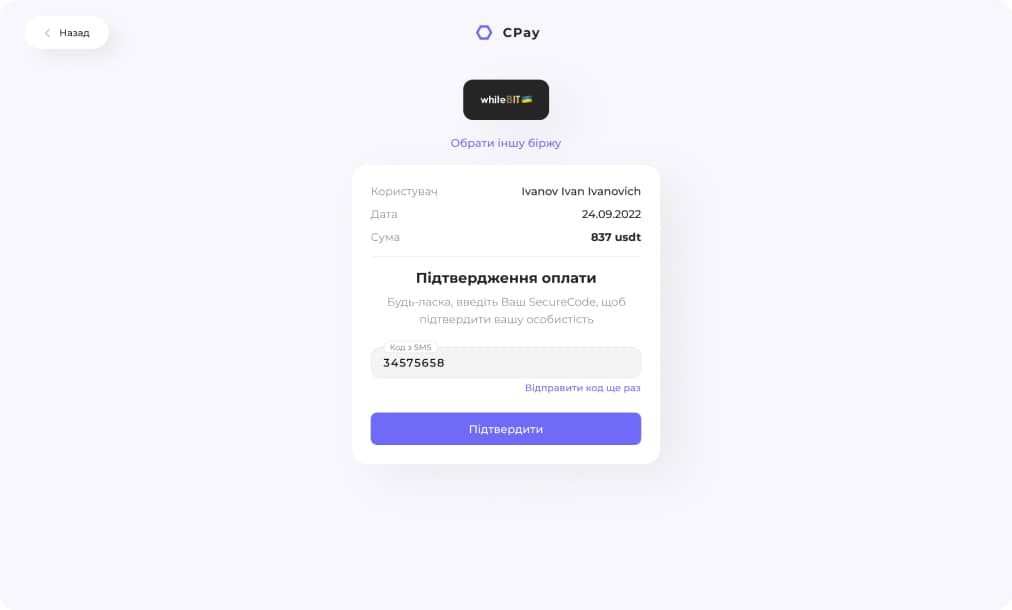 Назад
CPay
whiteBIT
Обрати іншу біржу
Користувач Ivanov Ivan Ivanovich
Дата 24.09.2022
Сума 837 usdt
Підтвердження оплати
Будь-ласка, введіть Ваш SecureCode, щоб
підтвердити вашу особистість
Код з SMS
34575658
Відправити код ще раз
Підтвердити